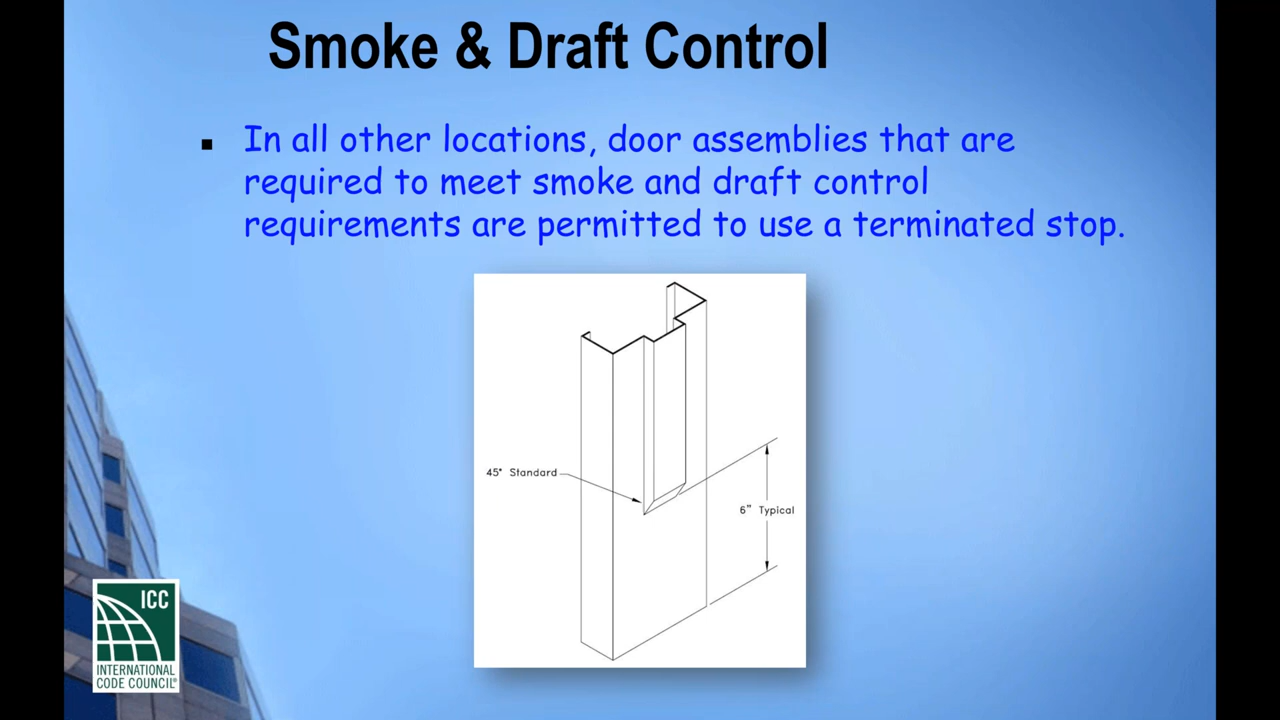 Smoke & Draft Control
In all other locations, door assemblies that are
required to meet smoke and draft control
requirements are permitted to use a terminated stop.
45° Standard
6" Typical
ICC
INTERNATIONAL
CODE COUNCIL®